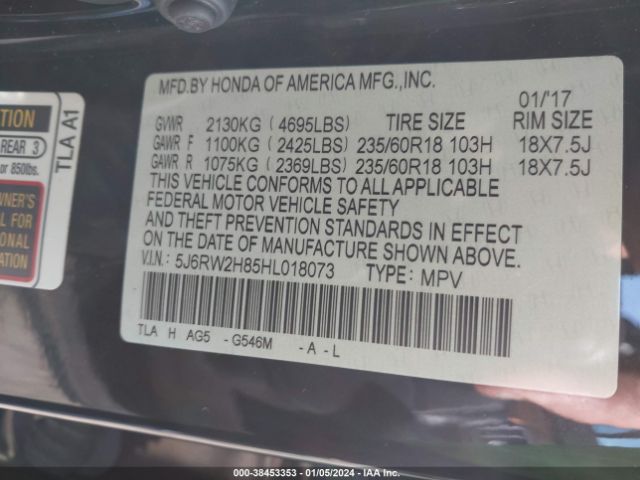 MFD.BY HONDA OF AMERICA MFG.,INC.
01/'17
GVWR 2130KG ( 4695LBS) TIRE SIZE RIM SIZE
GAWR F 1100KG ( 2425LBS) 235/60R18 103H 18X7.5J
GAWR R 1075KG ( 2369LBS) 235/60R18 103H 18X7.5J
THIS VEHICLE CONFORMS TO ALL APPLICABLE
FEDERAL MOTOR VEHICLE SAFETY
AND THEFT PREVENTION STANDARDS IN EFFECT
ON THE DATE OF MANUFACTURE SHOWN ABOVE.
V.I.N.: 5J6RW2H85HL018073 TYPE: MPV
TLA H AG5 - G546M - A - L
REAR 3
or 850lbs.
OWNER'S
FOR
TLA A1
000-38453353 - 01/05/2024 - IAA Inc.